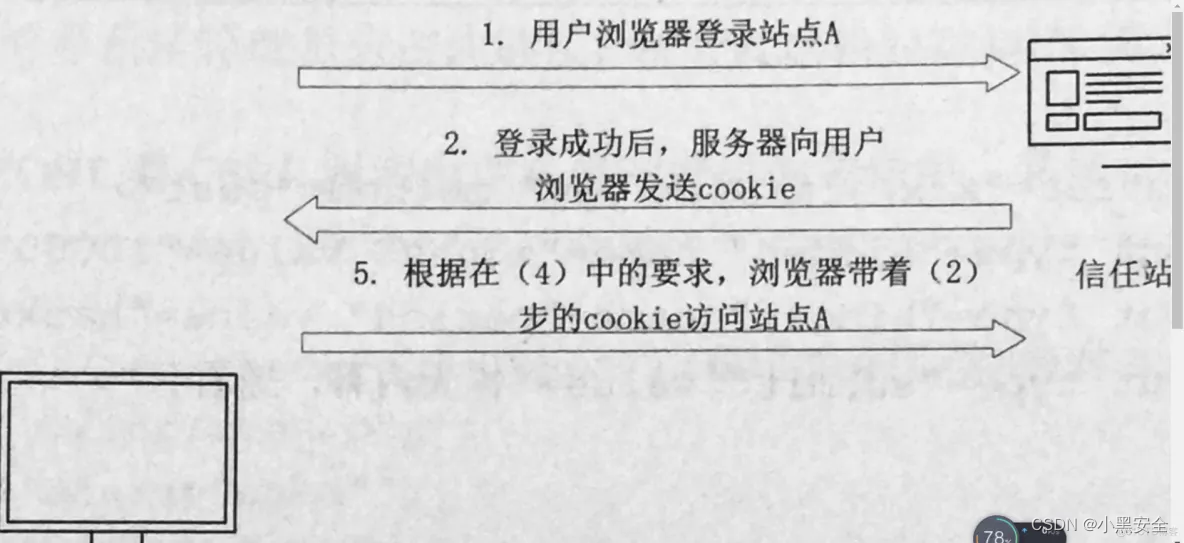 1. 用户浏览器登录站点A
2. 登录成功后，服务器向用户
浏览器发送cookie
5. 根据在（4）中的要求，浏览器带着（2）
步的cookie访问站点A
信任站
78%
CSDN @小黑安全